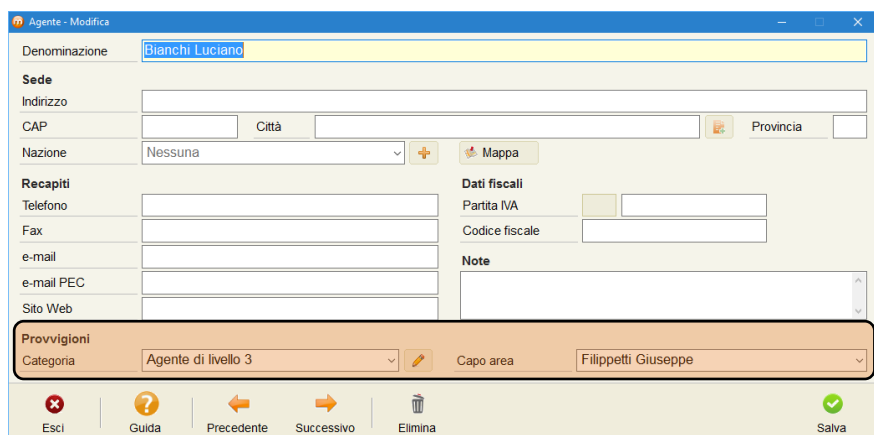 Agente - Modifica
Denominazione Bianchi Luciano
Sede
Indirizzo
CAP Città Provincia
Nazione Nessuna Mappa
Recapiti Dati fiscali
Telefono Partita IVA
Fax Codice fiscale
e-mail Note
e-mail PEC
Sito Web
Provvigioni
Categoria Agente di livello 3 Capo area Filippetti Giuseppe
Esci Guida Precedente Successivo Elimina Salva